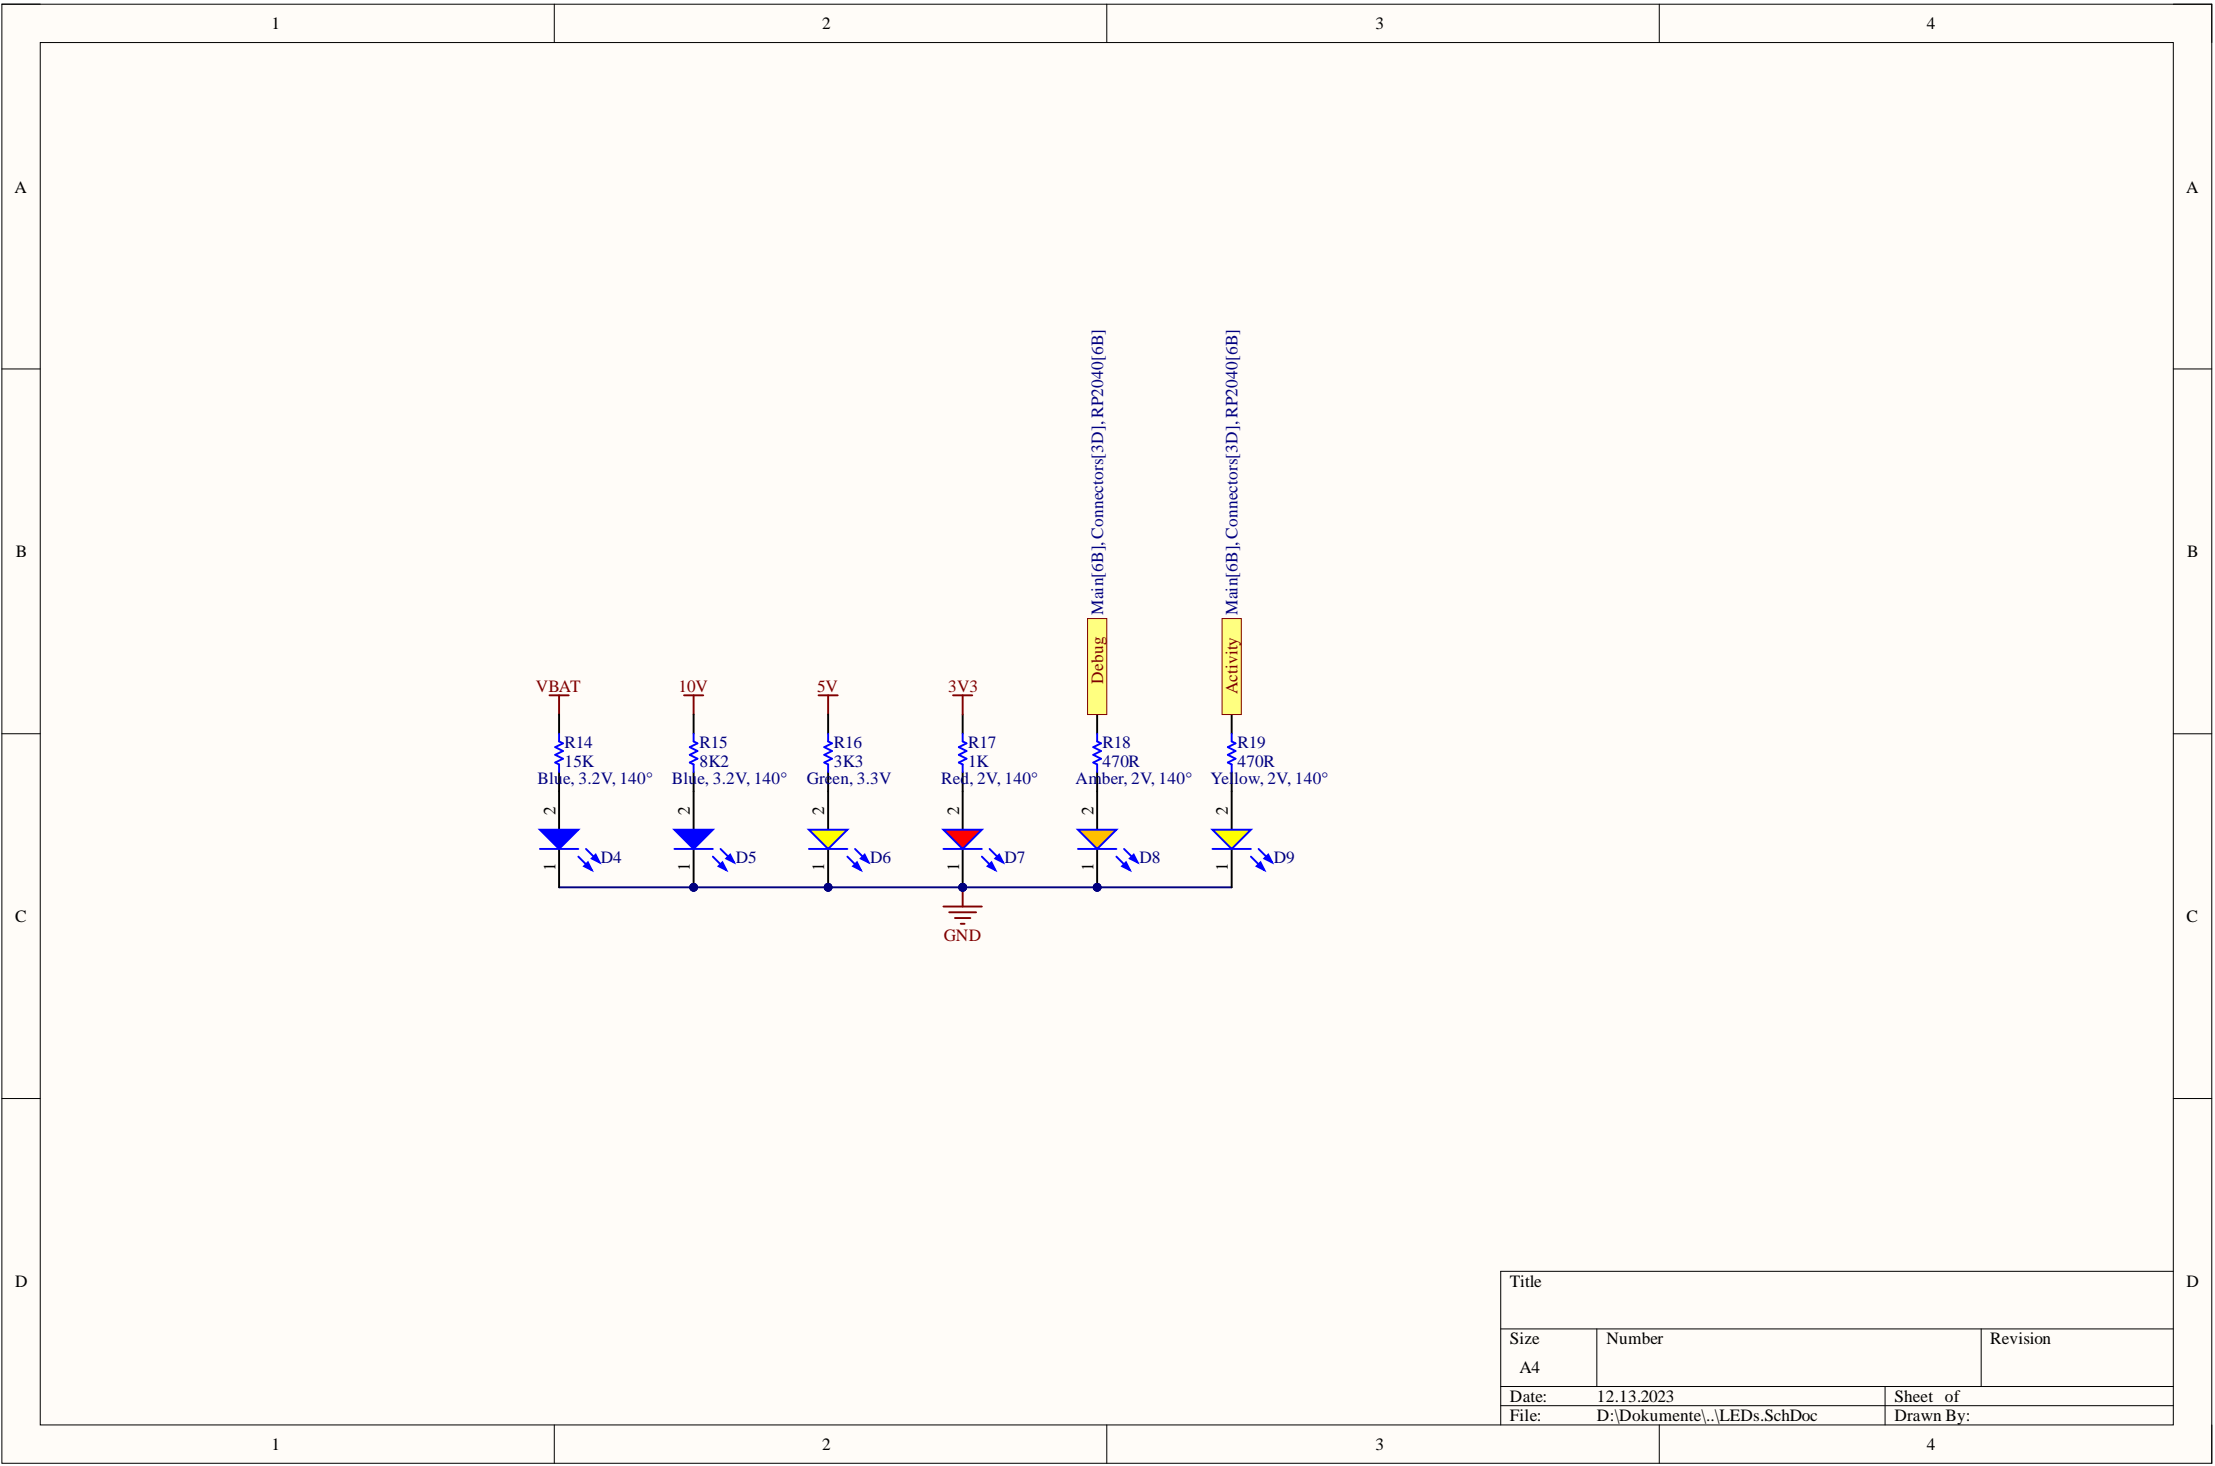 1 2 3 4
A A
Main[6B], Connectors[3D], RP2040[6B]
Main[6B], Connectors[3D], RP2040[6B]
B B
Debug
Activity
VBAT 10V 5V 3V3
R14 R15 R16 R17 R18 R19
15K 8K2 3K3 1K 470R 470R
Blue, 3.2V, 140° Blue, 3.2V, 140° Green, 3.3V Red, 2V, 140° Amber, 2V, 140° Yellow, 2V, 140°
2 2 2 2 2 2
D4 D5 D6 D7 D8 D9
1 1 1 1 1 1
C C
GND
D D
Title
Size Number Revision
A4
Date: 12.13.2023 Sheet of
File: D:\Dokumente\..\LEDs.SchDoc Drawn By:
1 2 3 4